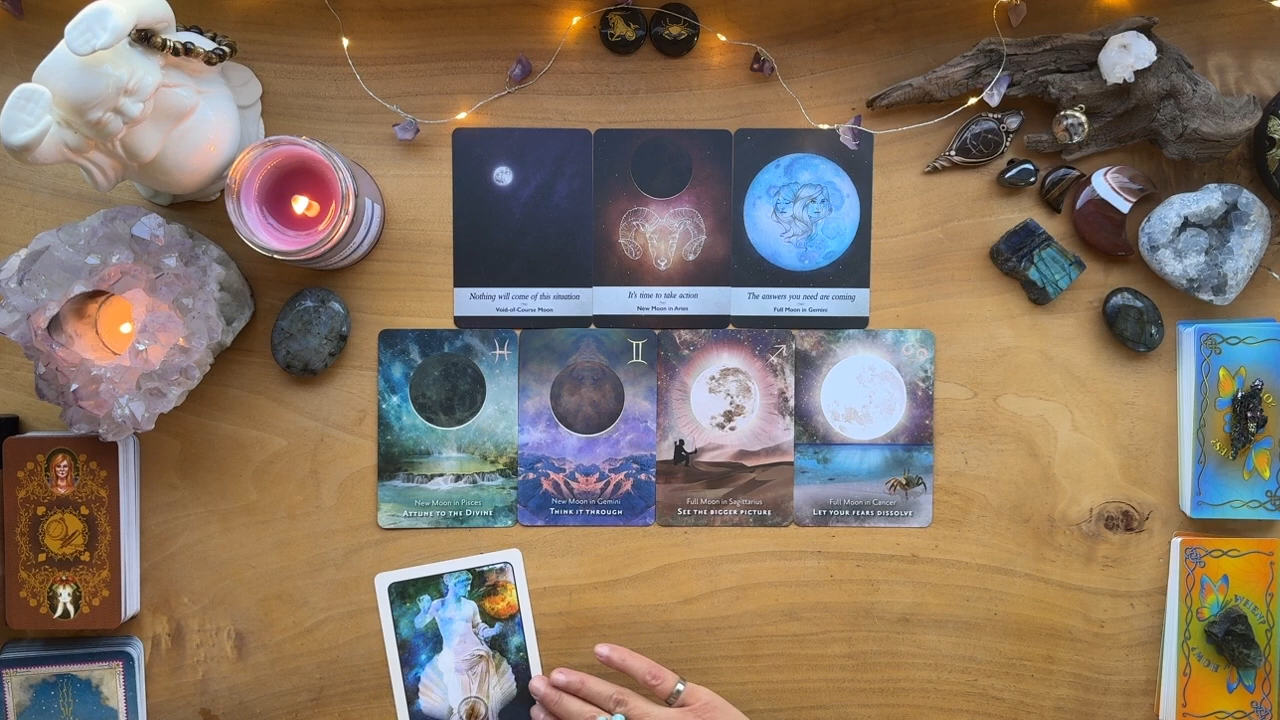 Nothing will come of this situation
Void-of-Course Moon
It's time to take action
New Moon in Aries
The answers you need are coming
Full Moon in Gemini
New Moon in Pisces
Attune to the Divine
New Moon in Gemini
Think it through
Full Moon in Sagittarius
See the bigger picture
Full Moon in Cancer
Let your fears dissolve
WHEN?